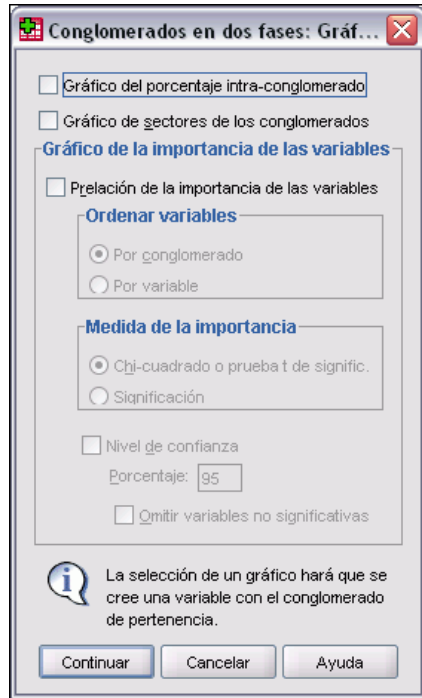 Conglomerados en dos fases: Gráf...
Gráfico del porcentaje intra-conglomerado
Gráfico de sectores de los conglomerados
Gráfico de la importancia de las variables
Prelación de la importancia de las variables
Ordenar variables
Por conglomerado
Por variable
Medida de la importancia
Chi-cuadrado o prueba t de signific.
Significación
Nivel de confianza
Porcentaje: 95
Omitir variables no significativas
La selección de un gráfico hará que se
cree una variable con el conglomerado
de pertenencia.
Continuar Cancelar Ayuda